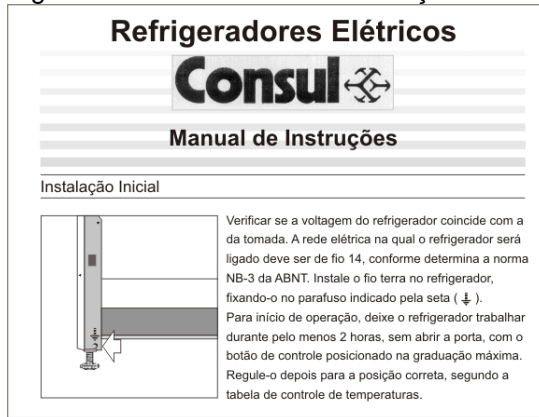 Refrigeradores Elétricos
Consul
Manual de Instruções
Instalação Inicial
Verificar se a voltagem do refrigerador coincide com a
da tomada. A rede elétrica na qual o refrigerador será
ligado deve ser de fio 14, conforme determina a norma
NB-3 da ABNT. Instale o fio terra no refrigerador,
fixando-o no parafuso indicado pela seta ( ⏚ ).
Para início de operação, deixe o refrigerador trabalhar
durante pelo menos 2 horas, sem abrir a porta, com o
botão de controle posicionado na graduação máxima.
Regule-o depois para a posição correta, segundo a
tabela de controle de temperaturas.